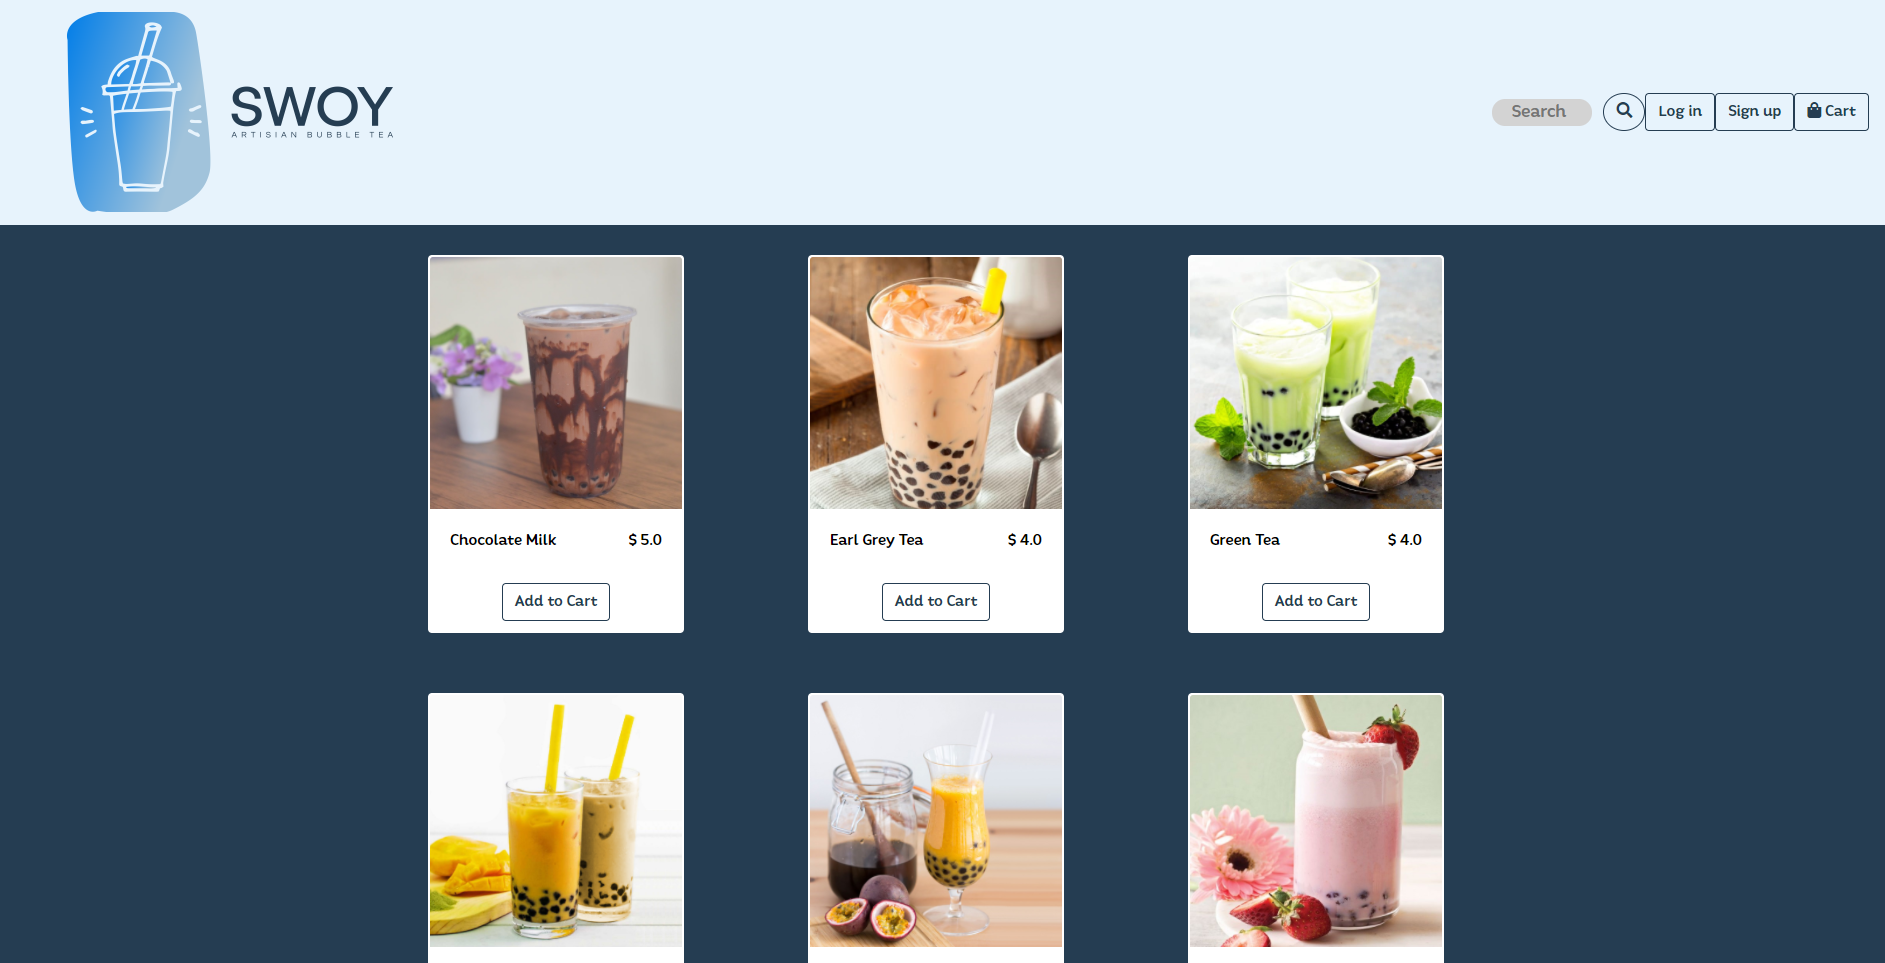 SWOY
ARTISIAN BUBBLE TEA
Search
Log in
Sign up
Cart
Chocolate Milk $ 5.0
Earl Grey Tea $ 4.0
Green Tea $ 4.0
Add to Cart
Add to Cart
Add to Cart